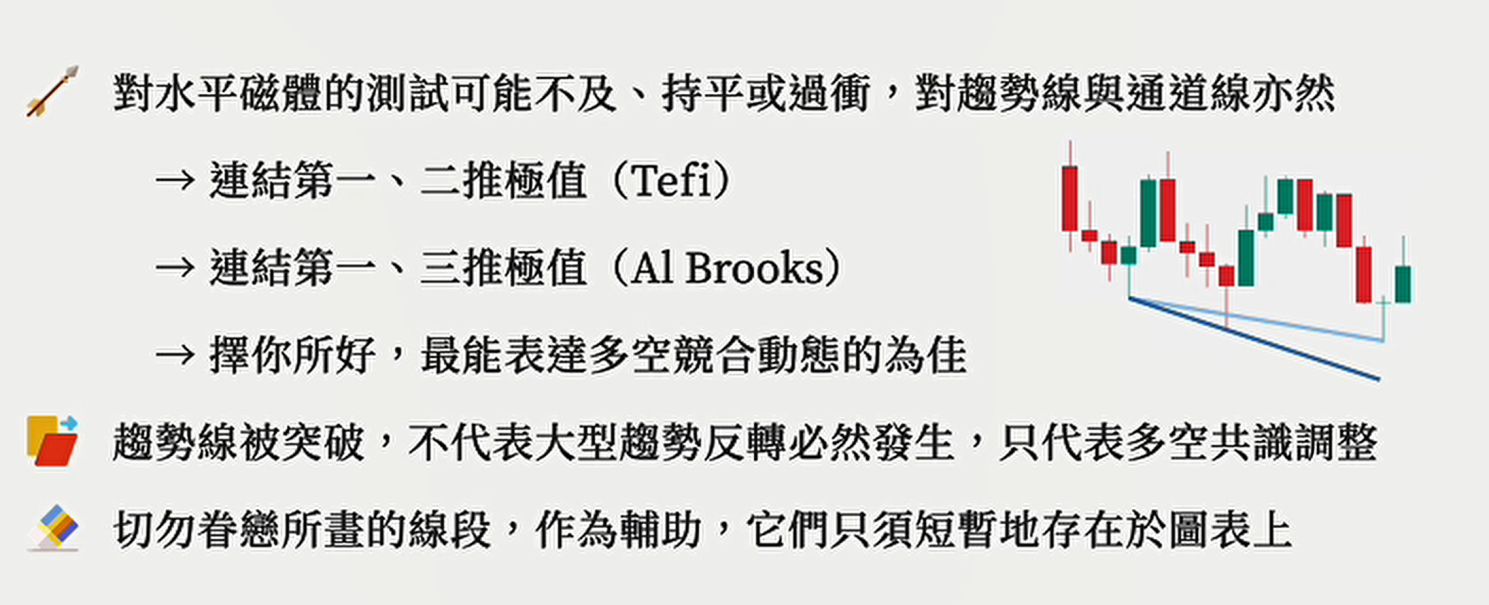 對水平磁體的測試可能不及、持平或過衝，對趨勢線與通道線亦然
→ 連結第一、二推極值（Tefi）
→ 連結第一、三推極值（Al Brooks）
→ 擇你所好，最能表達多空競合動態的為佳
趨勢線被突破，不代表大型趨勢反轉必然發生，只代表多空共識調整
切勿眷戀所畫的線段，作為輔助，它們只須短暫地存在於圖表上